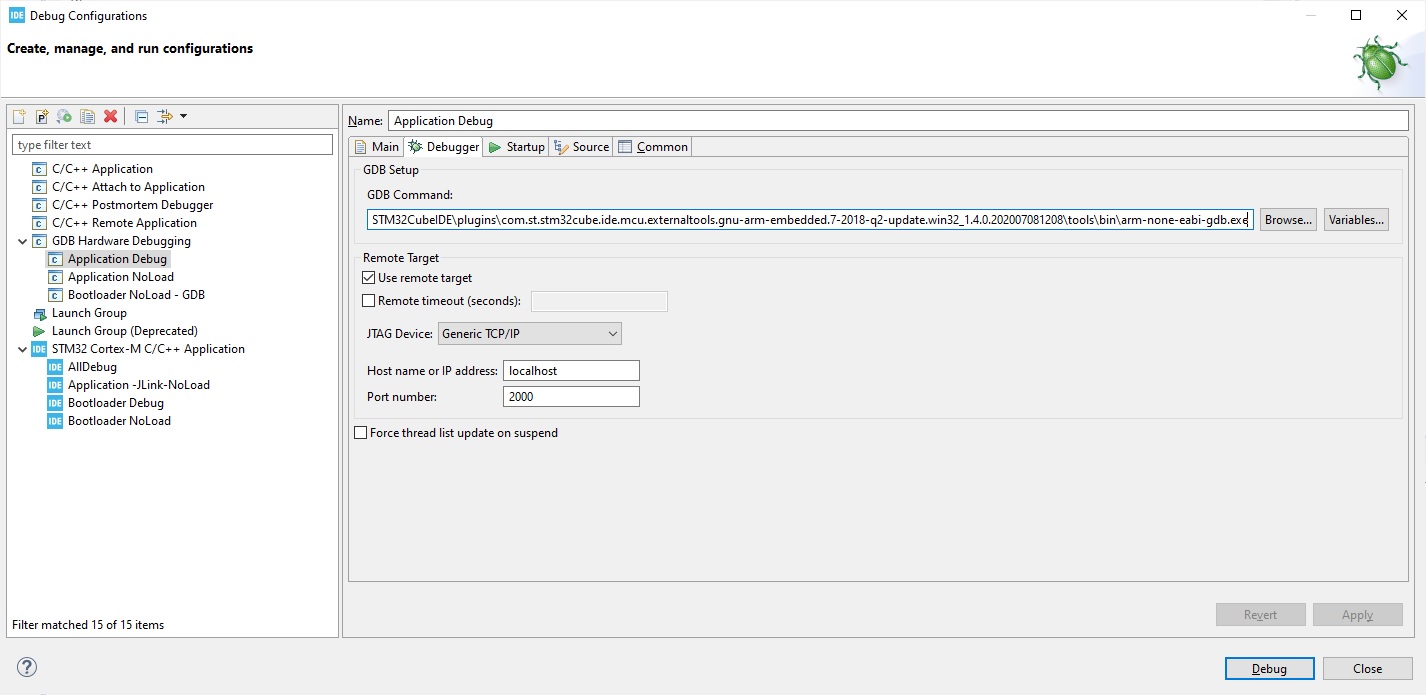 IDE Debug Configurations
Create, manage, and run configurations
P
type filter text
C/C++ Application
C/C++ Attach to Application
C/C++ Postmortem Debugger
C/C++ Remote Application
GDB Hardware Debugging
Application Debug
Application NoLoad
Bootloader NoLoad - GDB
Launch Group
Launch Group (Deprecated)
IDE STM32 Cortex-M C/C++ Application
IDE AllDebug
IDE Application -JLink-NoLoad
IDE Bootloader Debug
IDE Bootloader NoLoad
Filter matched 15 of 15 items
Name: Application Debug
Main Debugger Startup Source Common
GDB Setup
GDB Command:
STM32CubeIDE\plugins\com.st.stm32cube.ide.mcu.externaltools.gnu-arm-embedded.7-2018-q2-update.win32_1.4.0.202007081208\tools\bin\arm-none-eabi-gdb.exe Browse... Variables...
Remote Target
Use remote target
Remote timeout (seconds):
JTAG Device: Generic TCP/IP
Host name or IP address: localhost
Port number: 2000
Force thread list update on suspend
Revert Apply
? Debug Close